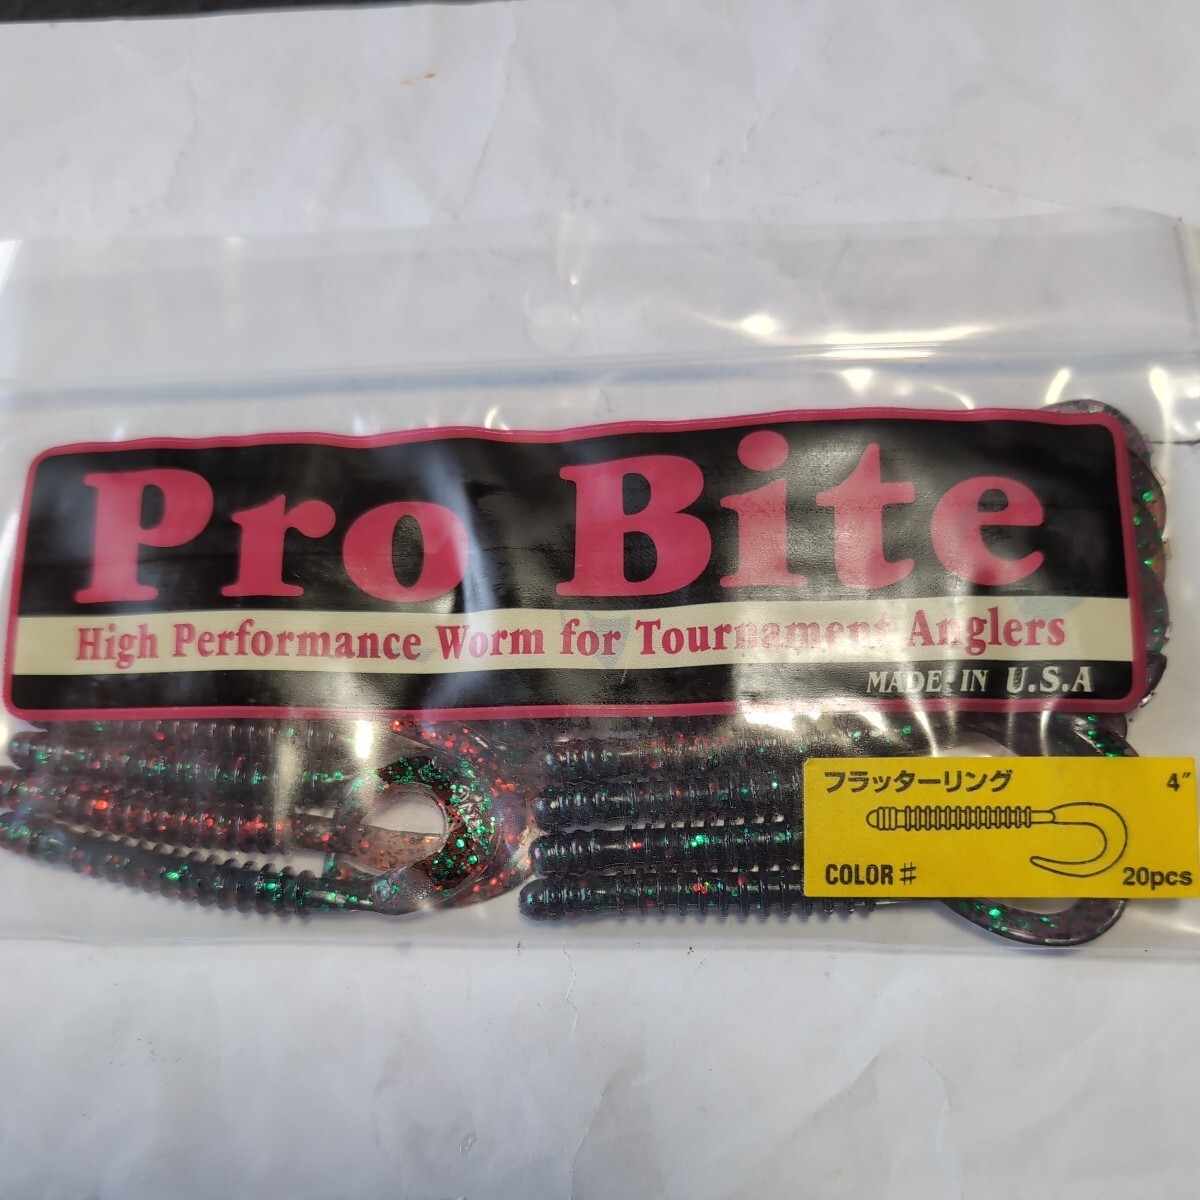 Pro Bite
High Performance Worm for Tournament Anglers
MADE IN U.S.A
フラッターリング 4"
COLOR # 20pcs